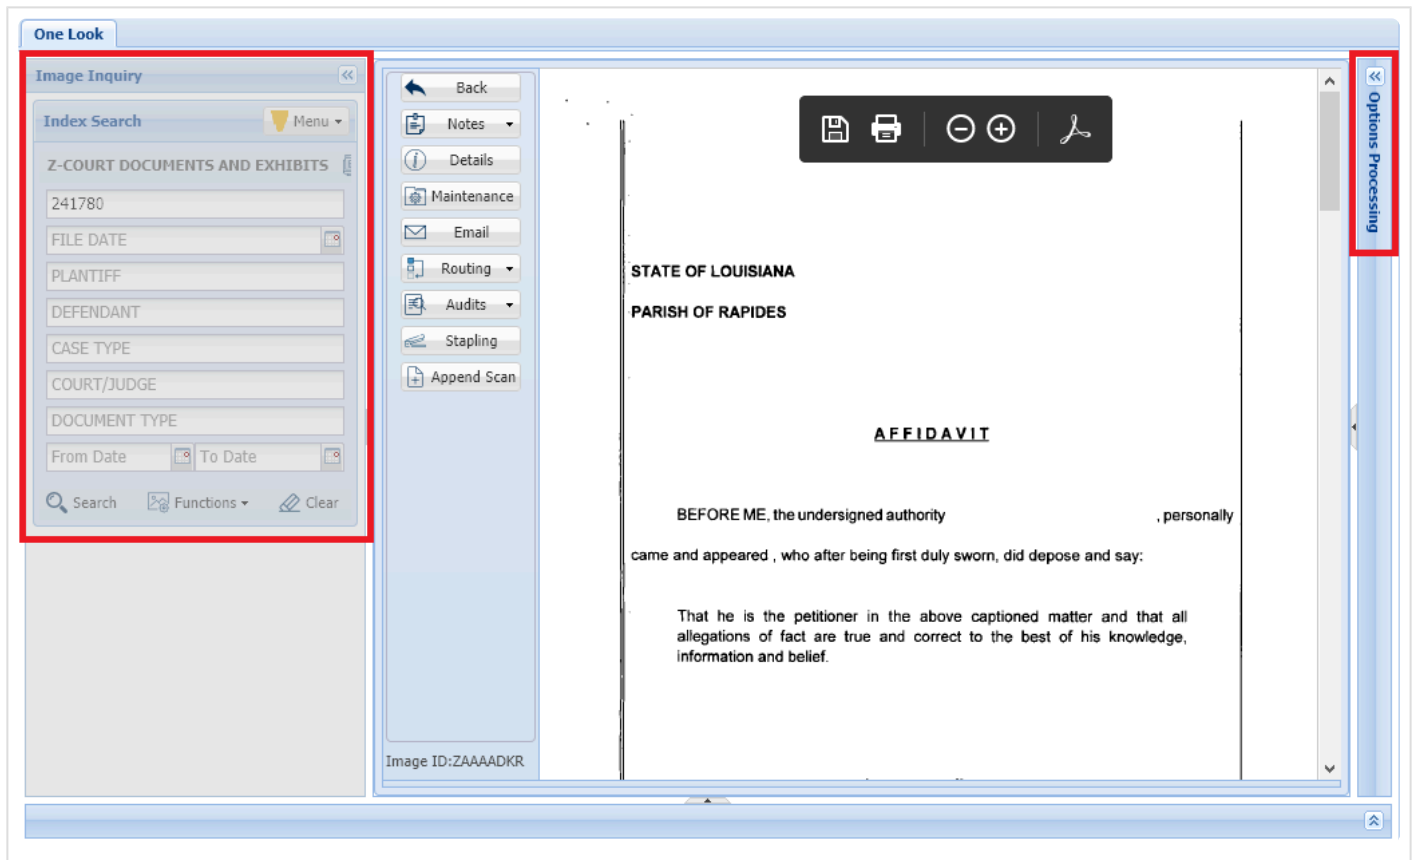 One Look
Image Inquiry
Index Search
Menu
Z-COURT DOCUMENTS AND EXHIBITS
241780
FILE DATE
PLANTIFF
DEFENDANT
CASE TYPE
COURT/JUDGE
DOCUMENT TYPE
From Date To Date
Search Functions Clear
Back
Notes
Details
Maintenance
Email
Routing
Audits
Stapling
Append Scan
Image ID:ZAAAADKR
STATE OF LOUISIANA
PARISH OF RAPIDES
AFFIDAVIT
BEFORE ME, the undersigned authority , personally
came and appeared , who after being first duly sworn, did depose and say:
That he is the petitioner in the above captioned matter and that all
allegations of fact are true and correct to the best of his knowledge,
information and belief.
Options Processing